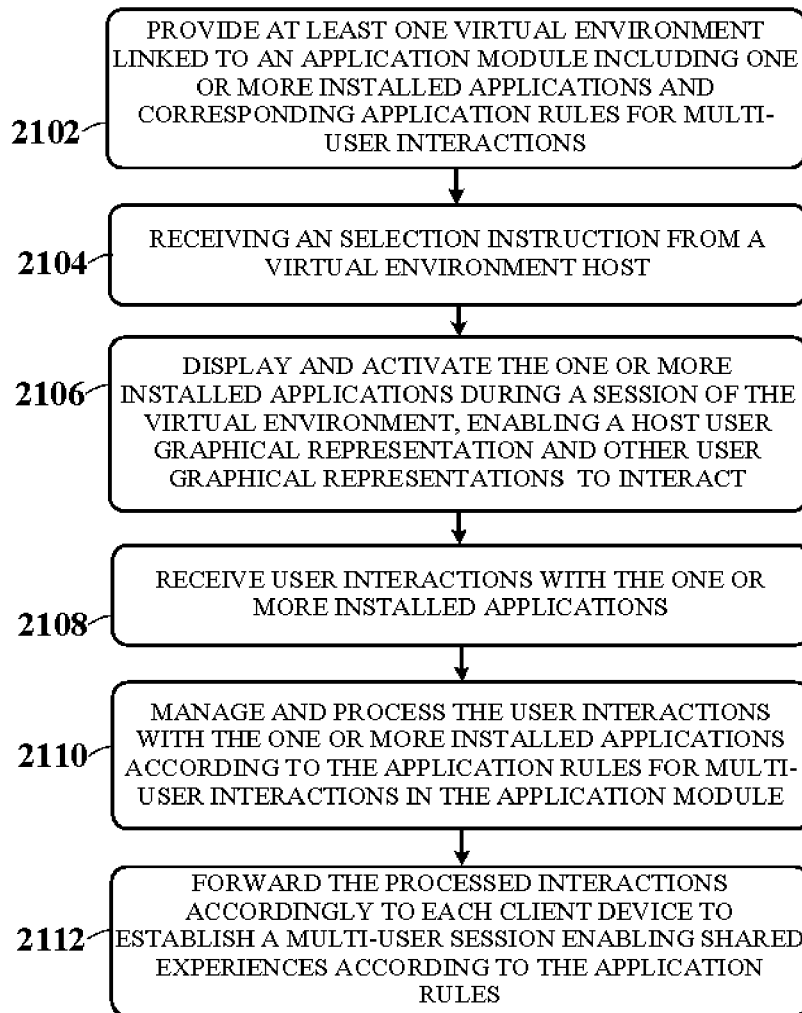 PROVIDE AT LEAST ONE VIRTUAL ENVIRONMENT
LINKED TO AN APPLICATION MODULE INCLUDING ONE
OR MORE INSTALLED APPLICATIONS AND
CORRESPONDING APPLICATION RULES FOR MULTI-
USER INTERACTIONS
2102
RECEIVING AN SELECTION INSTRUCTION FROM A
VIRTUAL ENVIRONMENT HOST
2104
DISPLAY AND ACTIVATE THE ONE OR MORE
INSTALLED APPLICATIONS DURING A SESSION OF THE
VIRTUAL ENVIRONMENT, ENABLING A HOST USER
GRAPHICAL REPRESENTATION AND OTHER USER
GRAPHICAL REPRESENTATIONS TO INTERACT
2106
RECEIVE USER INTERACTIONS WITH THE ONE OR
MORE INSTALLED APPLICATIONS
2108
MANAGE AND PROCESS THE USER INTERACTIONS
WITH THE ONE OR MORE INSTALLED APPLICATIONS
ACCORDING TO THE APPLICATION RULES FOR MULTI-
USER INTERACTIONS IN THE APPLICATION MODULE
2110
FORWARD THE PROCESSED INTERACTIONS
ACCORDINGLY TO EACH CLIENT DEVICE TO
ESTABLISH A MULTI-USER SESSION ENABLING SHARED
EXPERIENCES ACCORDING TO THE APPLICATION
RULES
2112